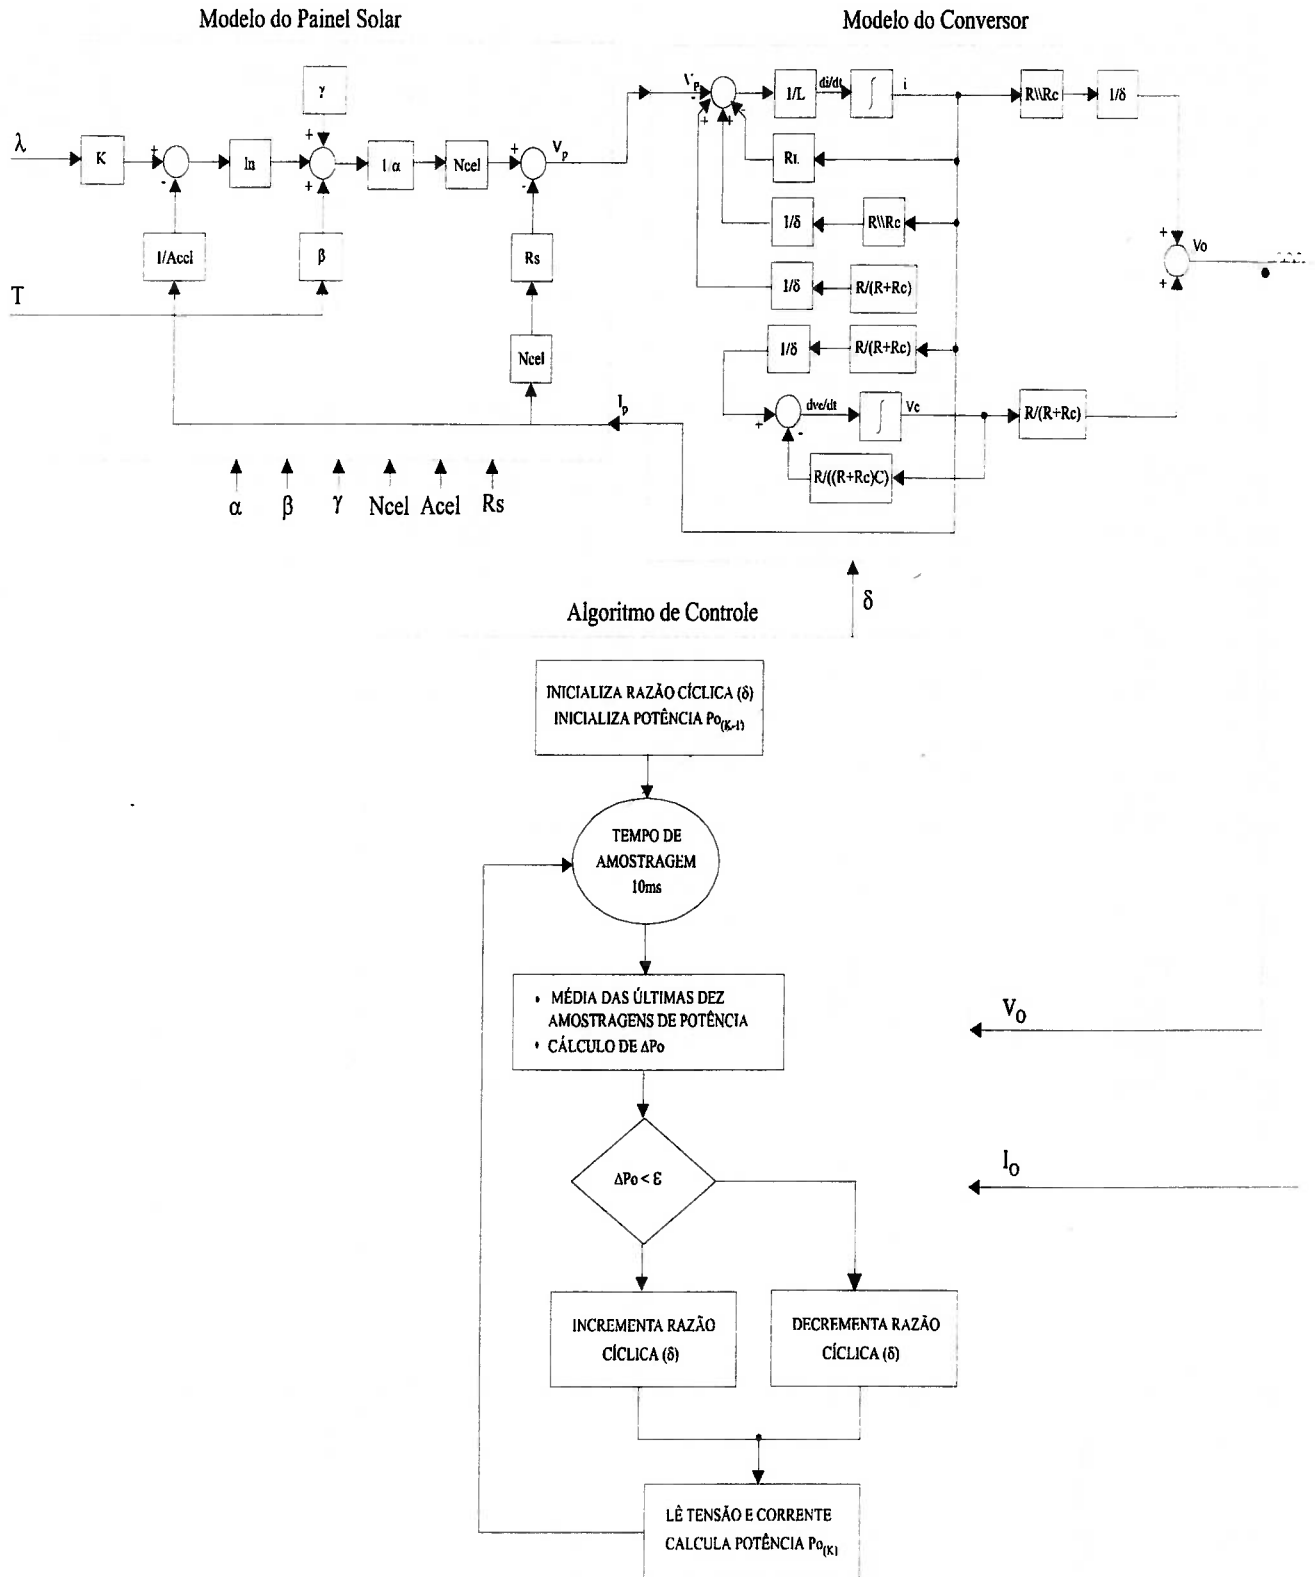 Modelo do Painel Solar
Modelo do Conversor
γ
λ
K
+
-
ln
+
+
1/α
Ncel
+
-
Vp
1/Acel
β
Rs
T
Ncel
Ip
α β γ Ncel Acel Rs
Vp
-
+
+
-
1/L
di/dt
∫
i
R\\Rc
1/δ
RL
1/δ
R\\Rc
1/δ
R/(R+Rc)
1/δ
R/(R+Rc)
+
-
dvc/dt
∫
Vc
R/(R+Rc)
R/((R+Rc)C)
+
+
Vo
δ
Algoritmo de Controle
INICIALIZA RAZÃO CÍCLICA (δ)
INICIALIZA POTÊNCIA Po(K-1)
TEMPO DE
AMOSTRAGEM
10ms
• MÉDIA DAS ÚLTIMAS DEZ
AMOSTRAGENS DE POTÊNCIA
• CÁLCULO DE ΔPo
VO
ΔPo < ε
IO
INCREMENTA RAZÃO
CÍCLICA (δ)
DECREMENTA RAZÃO
CÍCLICA (δ)
LÊ TENSÃO E CORRENTE
CALCULA POTÊNCIA Po(K)